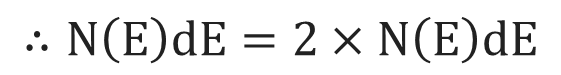 ∴ N(E)dE = 2 × N(E)dE